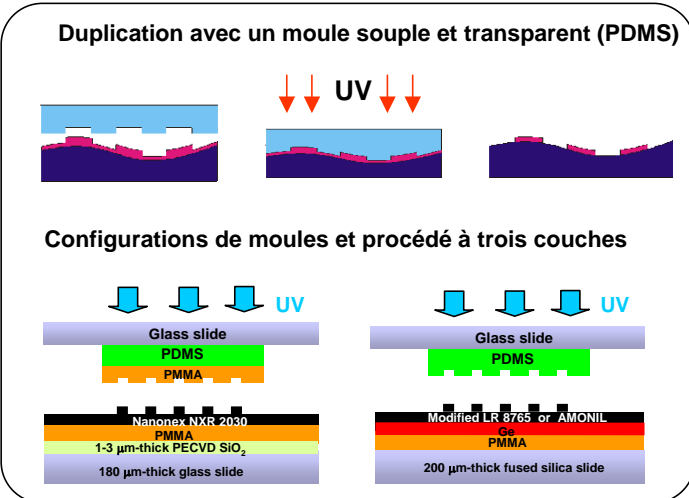 Duplication avec un moule souple et transparent (PDMS)
UV
Configurations de moules et procédé à trois couches
UV
Glass slide
PDMS
PMMA
Nanonex NXR 2030
PMMA
1-3 μm-thick PECVD SiO₂
180 μm-thick glass slide
UV
Glass slide
PDMS
Modified LR 8765 or AMONIL
Ge
PMMA
200 μm-thick fused silica slide